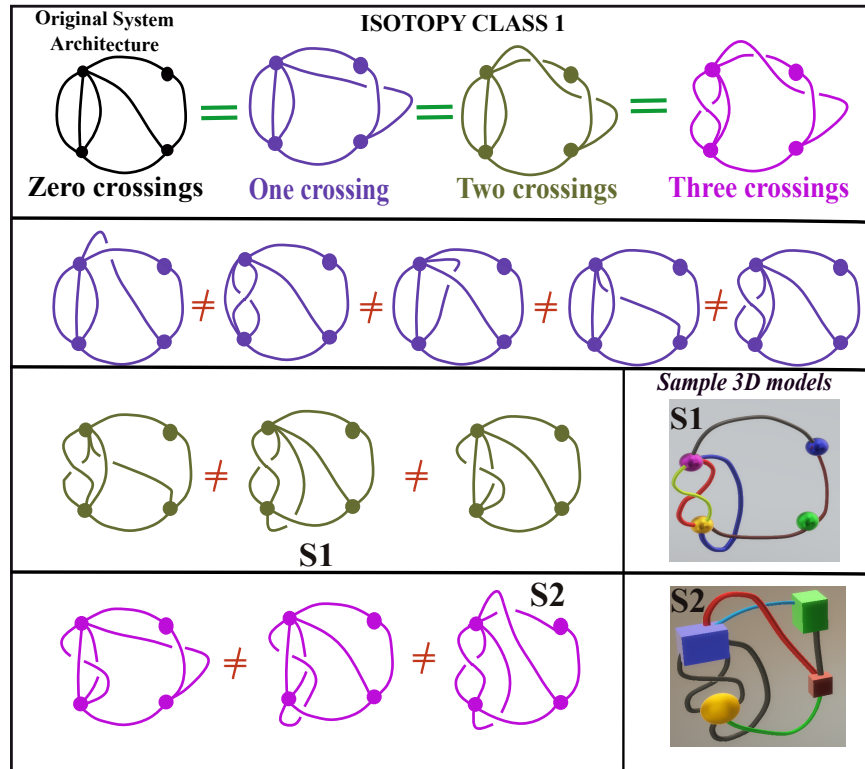 Original System
Architecture
ISOTOPY CLASS 1
= = =
Zero crossings
One crossing
Two crossings
Three crossings
≠ ≠ ≠ ≠
Sample 3D models
S1
≠ ≠
S1
S2
S2
≠ ≠